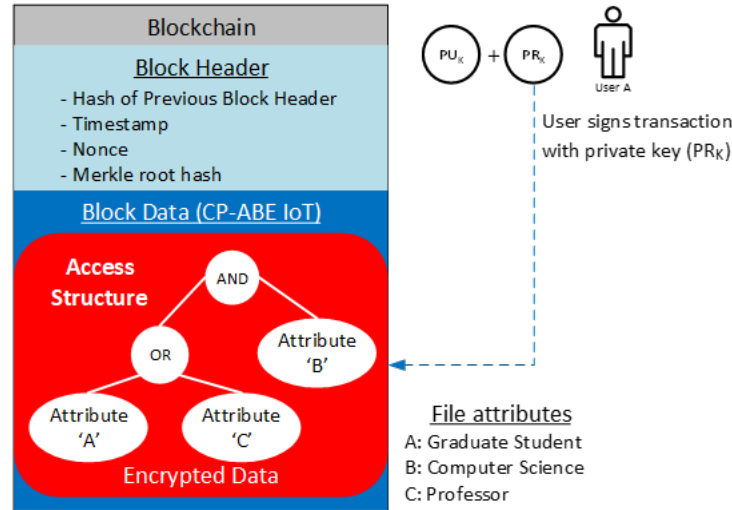 Blockchain
Block Header
- Hash of Previous Block Header
- Timestamp
- Nonce
- Merkle root hash
Block Data (CP-ABE IoT)
Access
Structure
AND
OR
Attribute
‘B’
Attribute
‘A’
Attribute
‘C’
Encrypted Data
PUK
+
PRK
User A
User signs transaction
with private key (PRK)
File attributes
A: Graduate Student
B: Computer Science
C: Professor